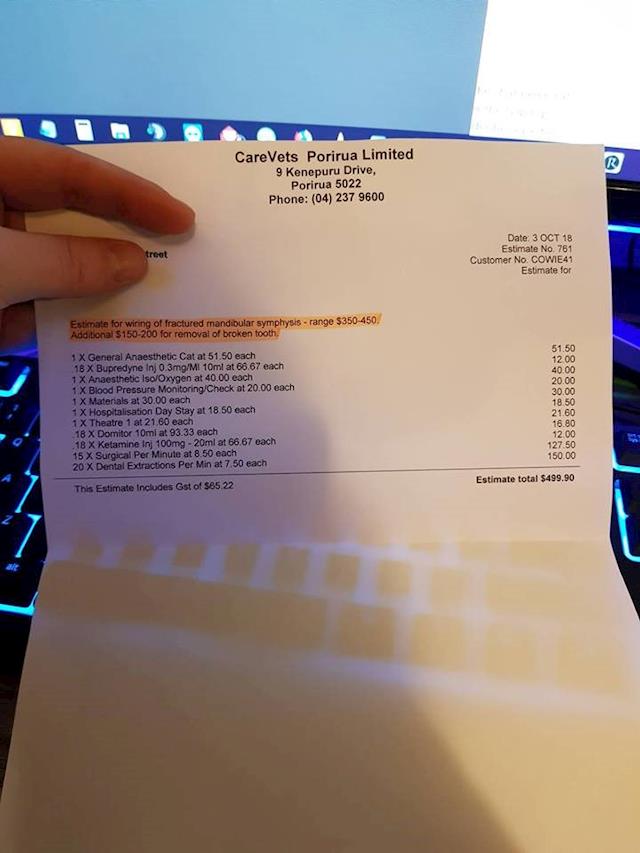 CareVets Porirua Limited
9 Kenepuru Drive,
Porirua 5022
Phone: (04) 237 9600
treet
Date: 3 OCT 18
Estimate No. 761
Customer No. COWIE41
Estimate for
Estimate for wiring of fractured mandibular symphysis - range $350-450.
Additional $150-200 for removal of broken tooth.
1 X General Anaesthetic Cat at 51.50 each 51.50
.18 X Bupredyne Inj 0.3mg/Ml 10ml at 66.67 each 12.00
1 X Anaesthetic Iso/Oxygen at 40.00 each 40.00
1 X Blood Pressure Monitoring/Check at 20.00 each 20.00
1 X Materials at 30.00 each 30.00
1 X Hospitalisation Day Stay at 18.50 each 18.50
1 X Theatre 1 at 21.60 each 21.60
.18 X Domitor 10ml at 93.33 each 16.80
.18 X Ketamine Inj 100mg - 20ml at 66.67 each 12.00
15 X Surgical Per Minute at 8.50 each 127.50
20 X Dental Extractions Per Min at 7.50 each 150.00
This Estimate Includes Gst of $65.22 Estimate total $499.90
R
A
Z
alt